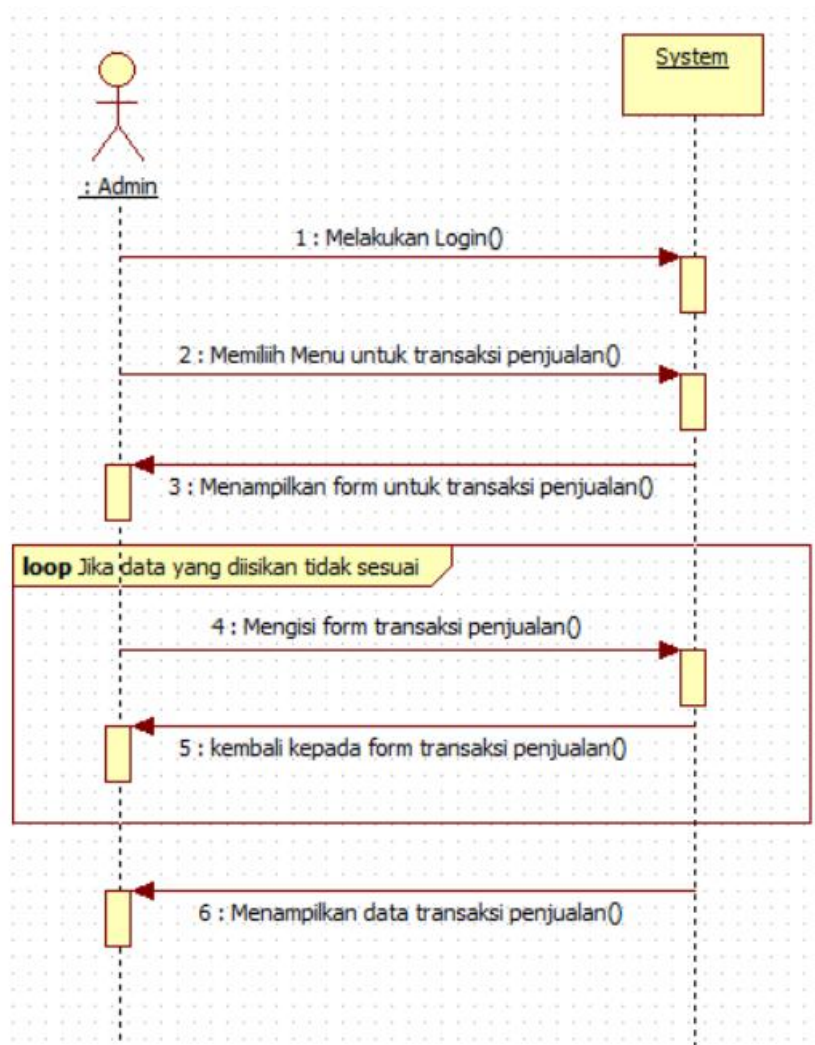 System
: Admin
1 : Melakukan Login()
2 : Memiliih Menu untuk transaksi penjualan()
3 : Menampilkan form untuk transaksi penjualan()
loop Jika data yang diisikan tidak sesuai
4 : Mengisi form transaksi penjualan()
5 : kembali kepada form transaksi penjualan()
6 : Menampilkan data transaksi penjualan()